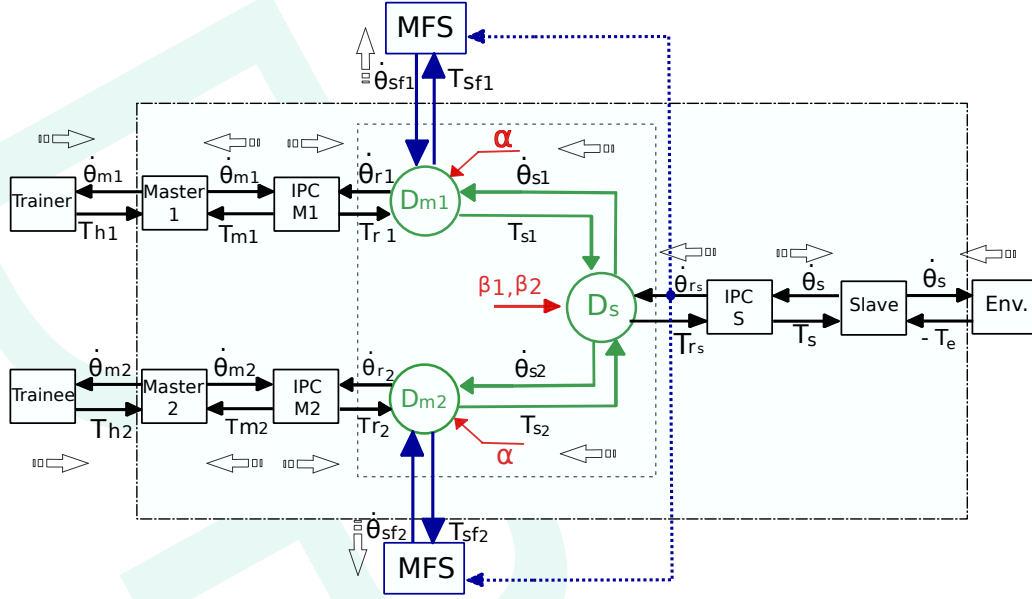 MFS
θ̇sf1 Tsf1
α
θ̇m1 θ̇m1 θ̇r1 θ̇s1
Trainer Master 1 IPC M1 Dm1
Th1 Tm1 Tr1 Ts1
β1,β2
Ds
θ̇rs θ̇s θ̇s
IPC S Slave Env.
Trs Ts - Te
θ̇m2 θ̇m2 θ̇r2 θ̇s2
Trainee Master 2 IPC M2 Dm2
Th2 Tm2 Tr2 Ts2
α
θ̇sf2 Tsf2
MFS